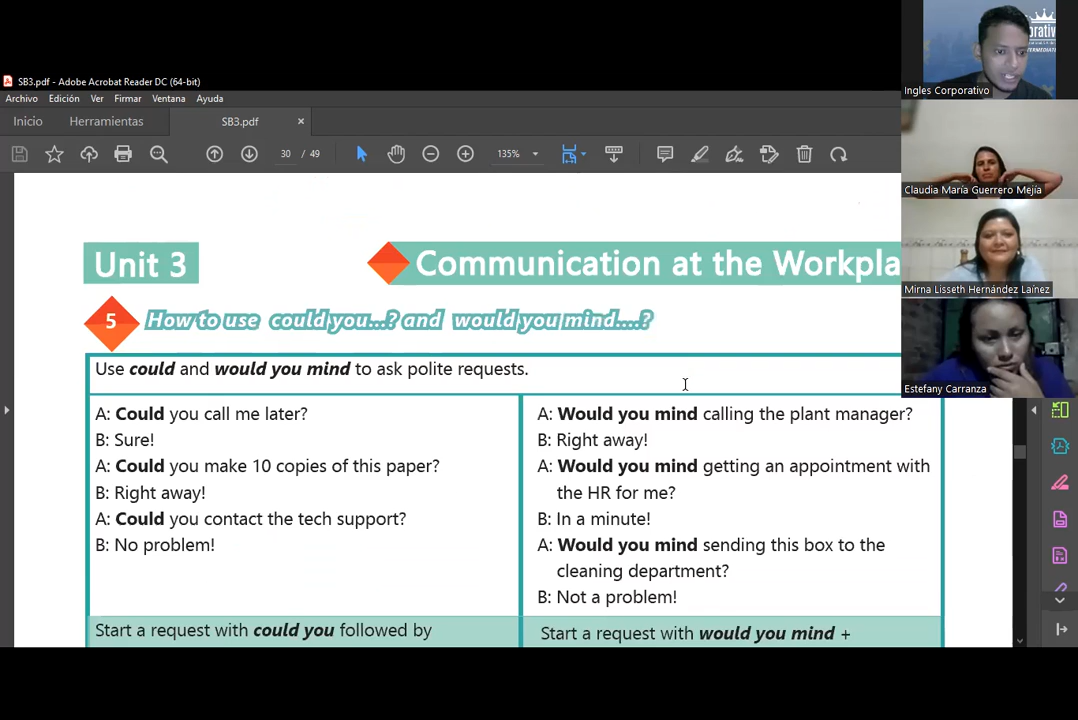 SB3.pdf - Adobe Acrobat Reader DC (64-bit)
Archivo Edición Ver Firmar Ventana Ayuda
Inicio Herramientas SB3.pdf ×
30 / 49 135%
Unit 3
Communication at the Workpla
5 How to use could you...? and would you mind....?
Use could and would you mind to ask polite requests.
A: Could you call me later?
B: Sure!
A: Could you make 10 copies of this paper?
B: Right away!
A: Could you contact the tech support?
B: No problem!
Start a request with could you followed by
A: Would you mind calling the plant manager?
B: Right away!
A: Would you mind getting an appointment with
the HR for me?
B: In a minute!
A: Would you mind sending this box to the
cleaning department?
B: Not a problem!
Start a request with would you mind +
orativ
TERMEDIAT
Ingles Corporativo
Claudia María Guerrero Mejía
Mirna Lisseth Hernández Laínez
Estefany Carranza